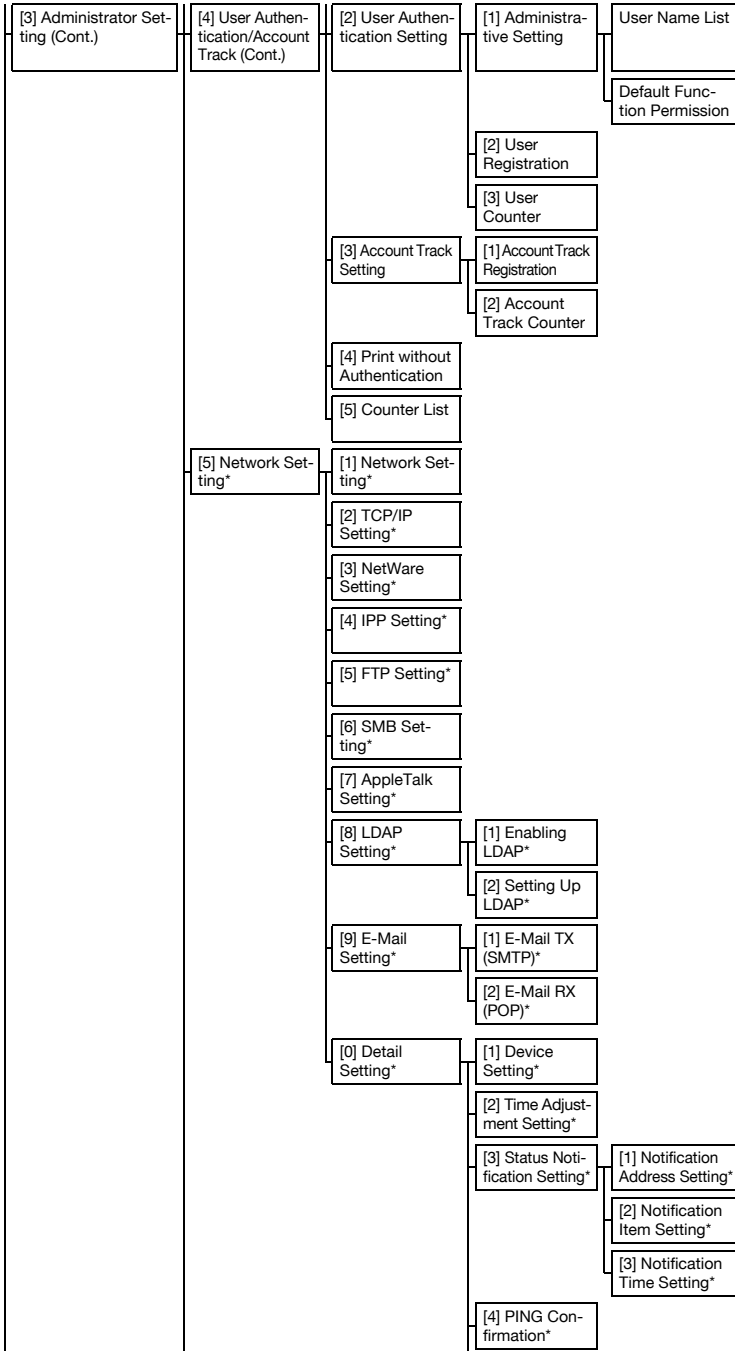 [3] Administrator Set-
ting (Cont.)
[4] User Authen-
tication/Account
Track (Cont.)
[2] User Authen-
tication Setting
[1] Administra-
tive Setting
User Name List
Default Func-
tion Permission
[2] User
Registration
[3] User
Counter
[3] Account Track
Setting
[1] Account Track
Registration
[2] Account
Track Counter
[4] Print without
Authentication
[5] Counter List
[5] Network Set-
ting*
[1] Network Set-
ting*
[2] TCP/IP
Setting*
[3] NetWare
Setting*
[4] IPP Setting*
[5] FTP Setting*
[6] SMB Set-
ting*
[7] AppleTalk
Setting*
[8] LDAP
Setting*
[1] Enabling
LDAP*
[2] Setting Up
LDAP*
[9] E-Mail
Setting*
[1] E-Mail TX
(SMTP)*
[2] E-Mail RX
(POP)*
[0] Detail
Setting*
[1] Device
Setting*
[2] Time Adjust-
ment Setting*
[3] Status Noti-
fication Setting*
[1] Notification
Address Setting*
[2] Notification
Item Setting*
[3] Notification
Time Setting*
[4] PING Con-
firmation*